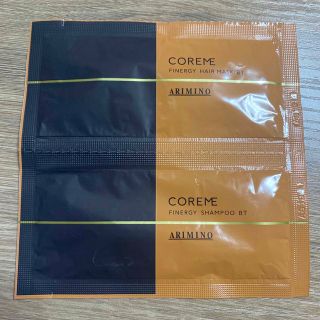 COREME
FINERGY HAIR MASK BT
ARIMINO
COREME
FINERGY SHAMPOO BT
ARIMINO